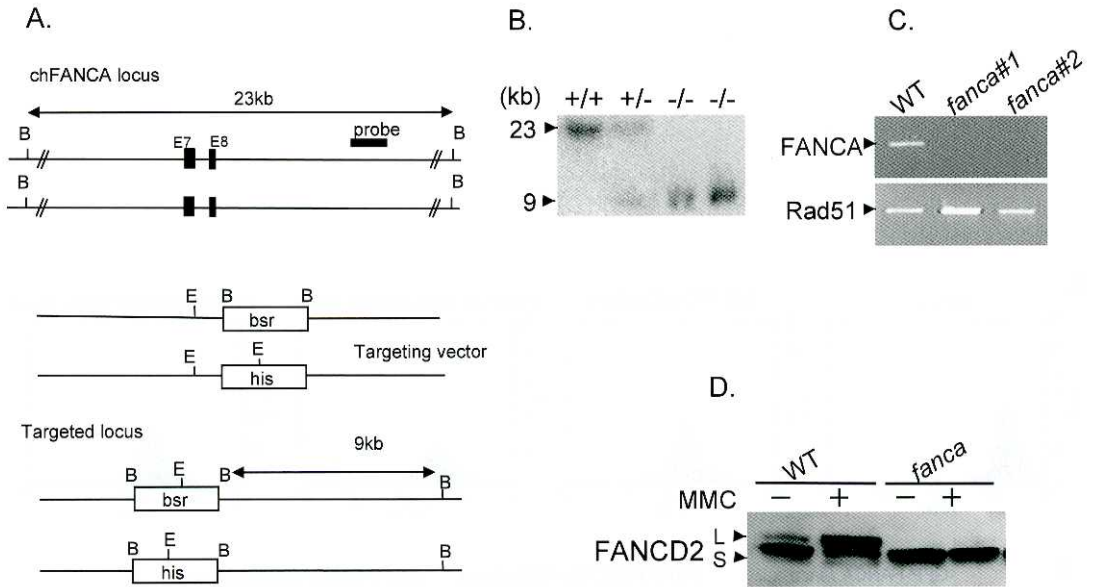 A.
chFANCA locus
23kb
B
probe
B
E7
E8
B
B
E
B
B
bsr
E
E
Targeting vector
his
Targeted locus
9kb
B
E
B
B
bsr
B
E
B
B
his
B.
(kb) +/+ +/- -/- -/-
23
9
C.
WT fanca#1 fanca#2
FANCA
Rad51
D.
WT fanca
MMC − + − +
FANCD2
L
S